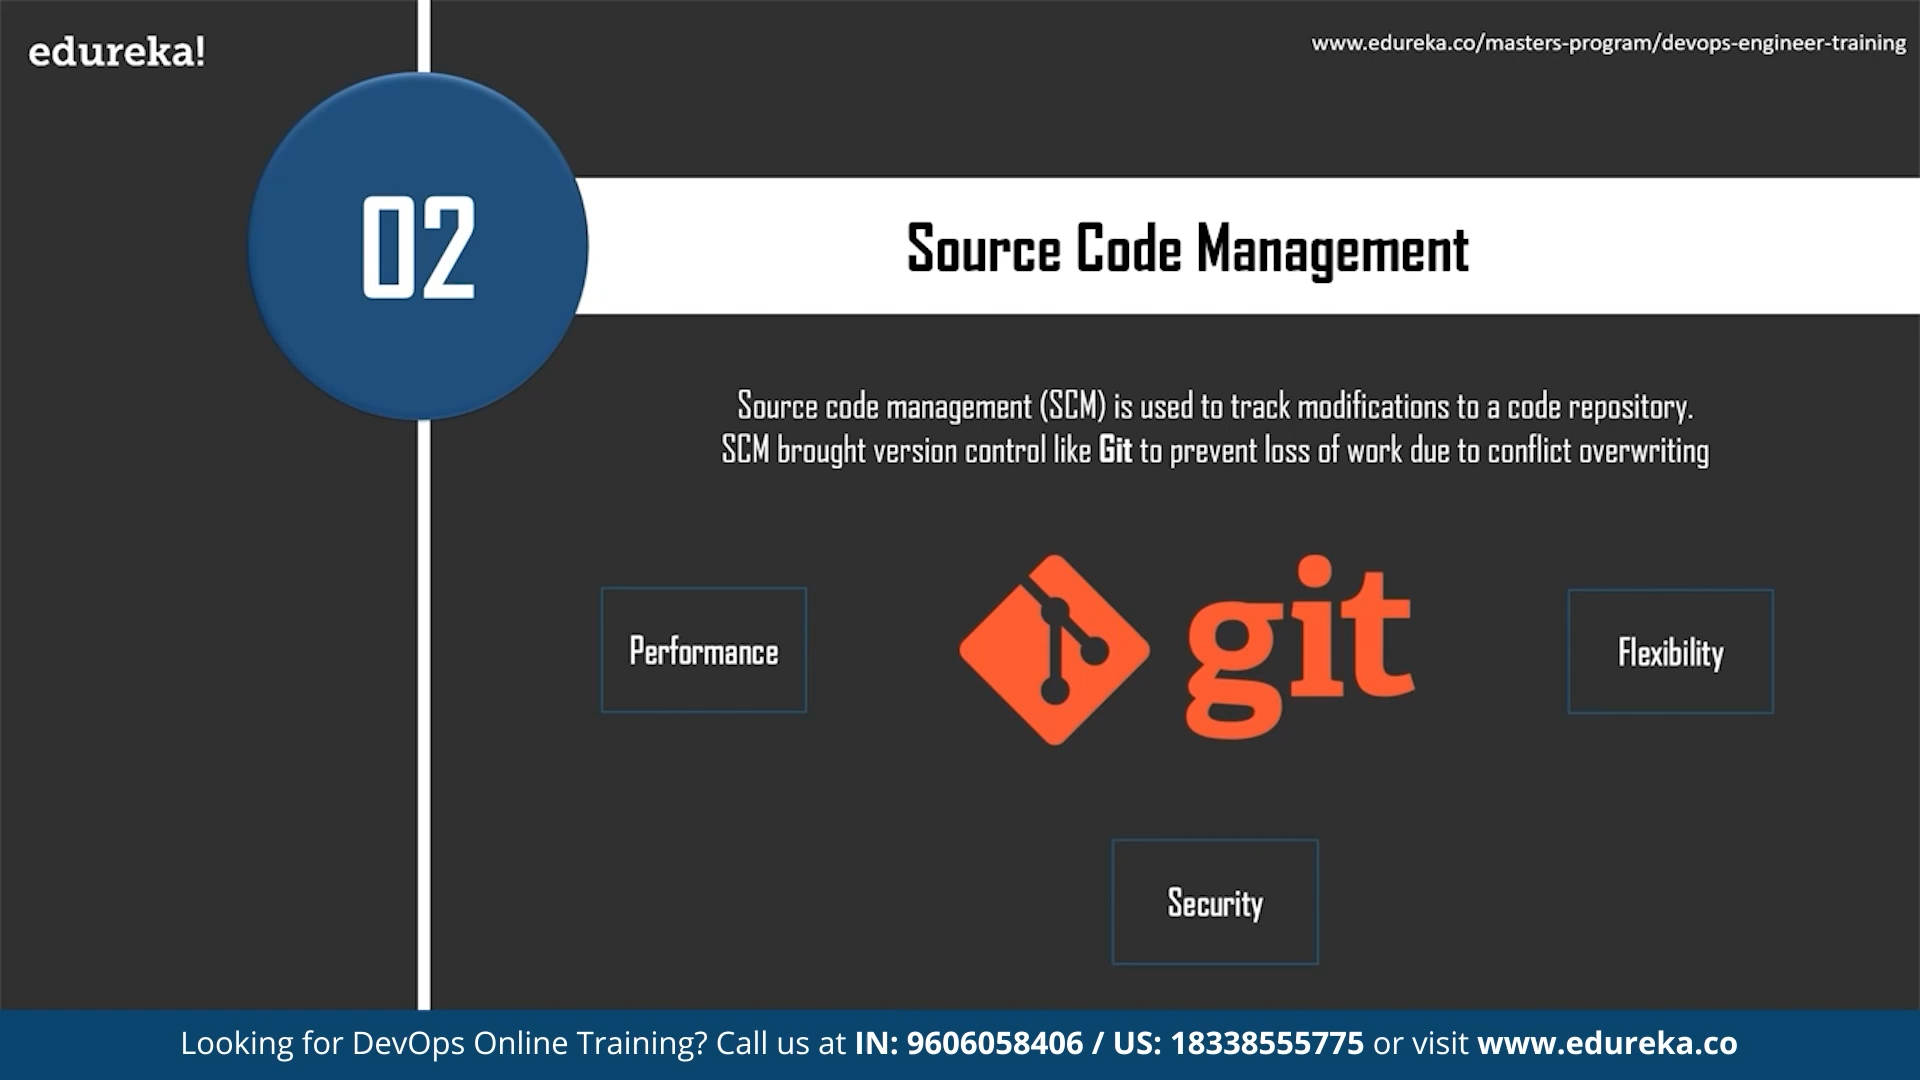 edureka!
www.edureka.co/masters-program/devops-engineer-training
02
Source Code Management
Source code management (SCM) is used to track modifications to a code repository.
SCM brought version control like Git to prevent loss of work due to conflict overwriting
Performance
git
Flexibility
Security
Looking for DevOps Online Training? Call us at IN: 9606058406 / US: 18338555775 or visit www.edureka.co